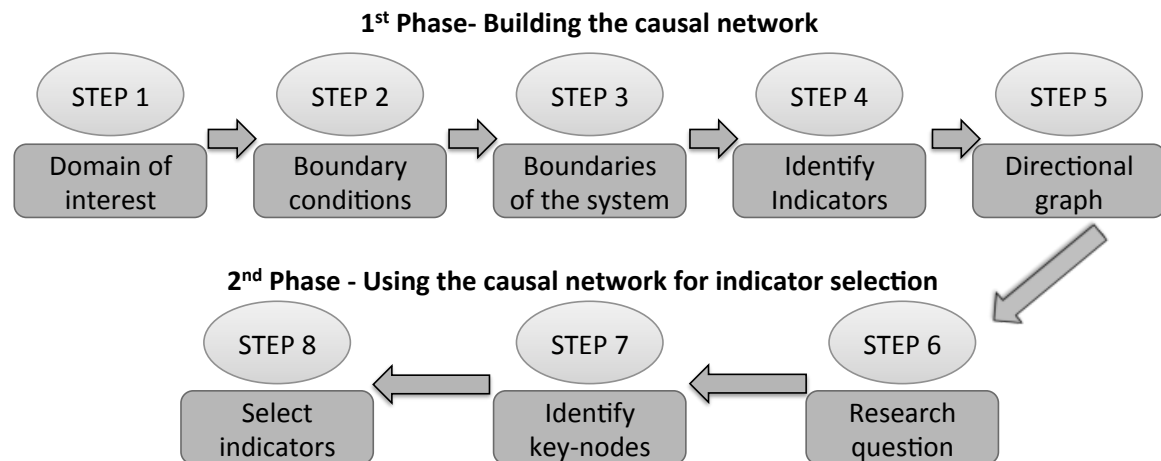 1st Phase- Building the causal network
STEP 1
STEP 2
STEP 3
STEP 4
STEP 5
Domain of
interest
Boundary
conditions
Boundaries
of the system
Identify
Indicators
Directional
graph
2nd Phase - Using the causal network for indicator selection
STEP 8
STEP 7
STEP 6
Select
indicators
Identify
key-nodes
Research
question